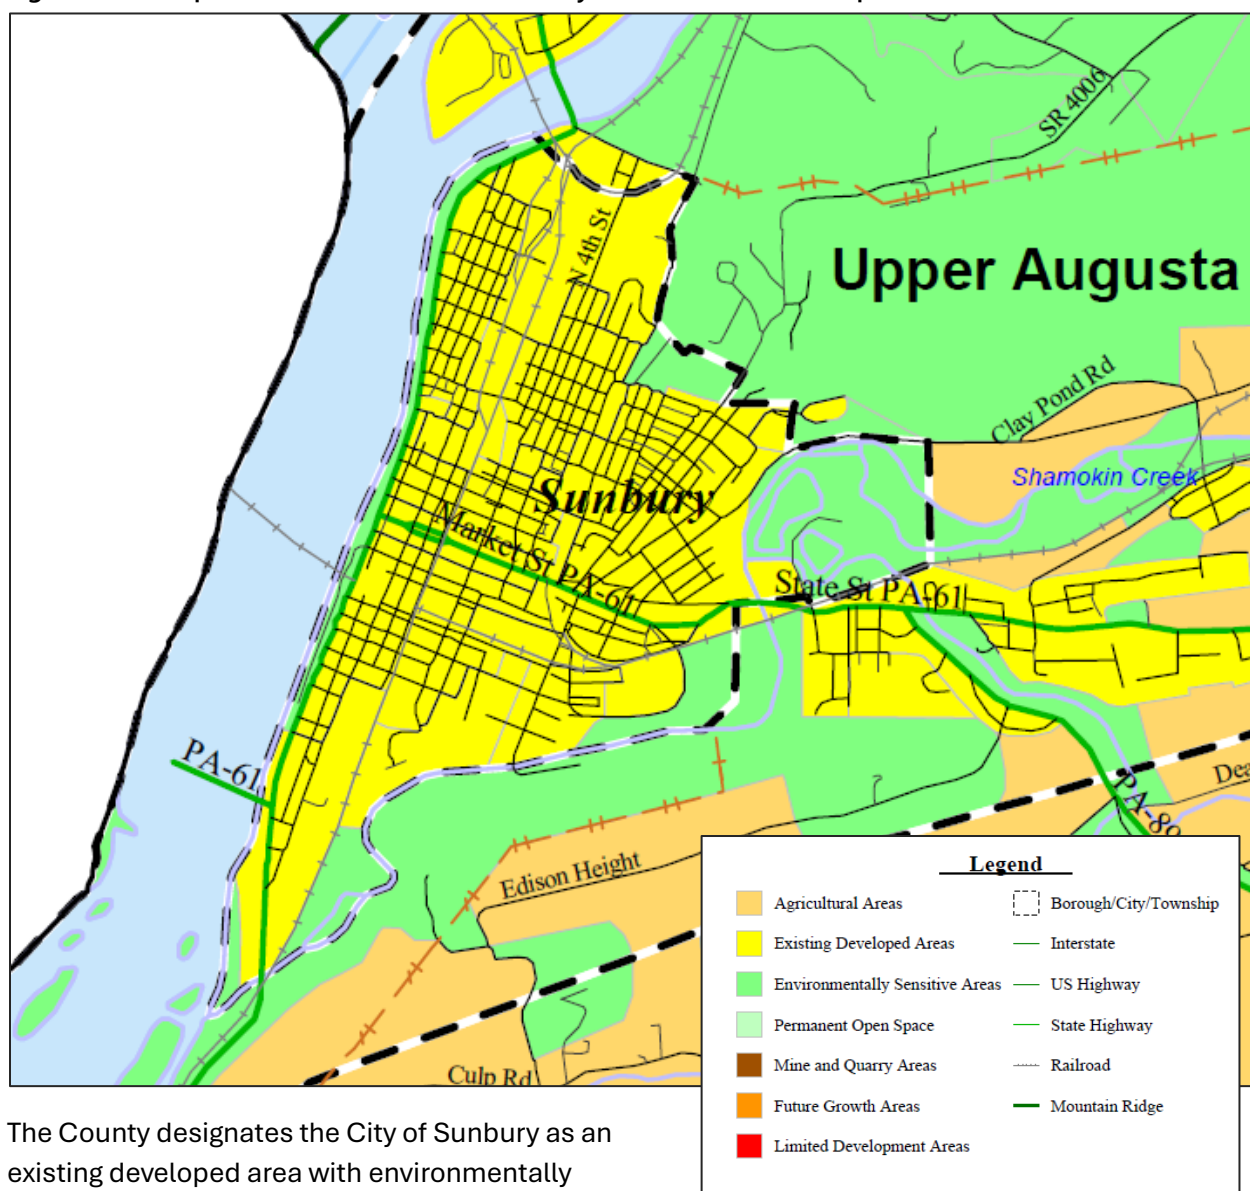 SR 4006
N 4th St
Upper Augusta
Clay Pond Rd
Shamokin Creek
Sunbury
Market St PA-61
State St PA-61
PA-61
PA-89
Edison Height
Culp Rd
Legend
Agricultural Areas
Existing Developed Areas
Environmentally Sensitive Areas
Permanent Open Space
Mine and Quarry Areas
Future Growth Areas
Limited Development Areas
Borough/City/Township
Interstate
US Highway
State Highway
Railroad
Mountain Ridge
The County designates the City of Sunbury as an
existing developed area with environmentally